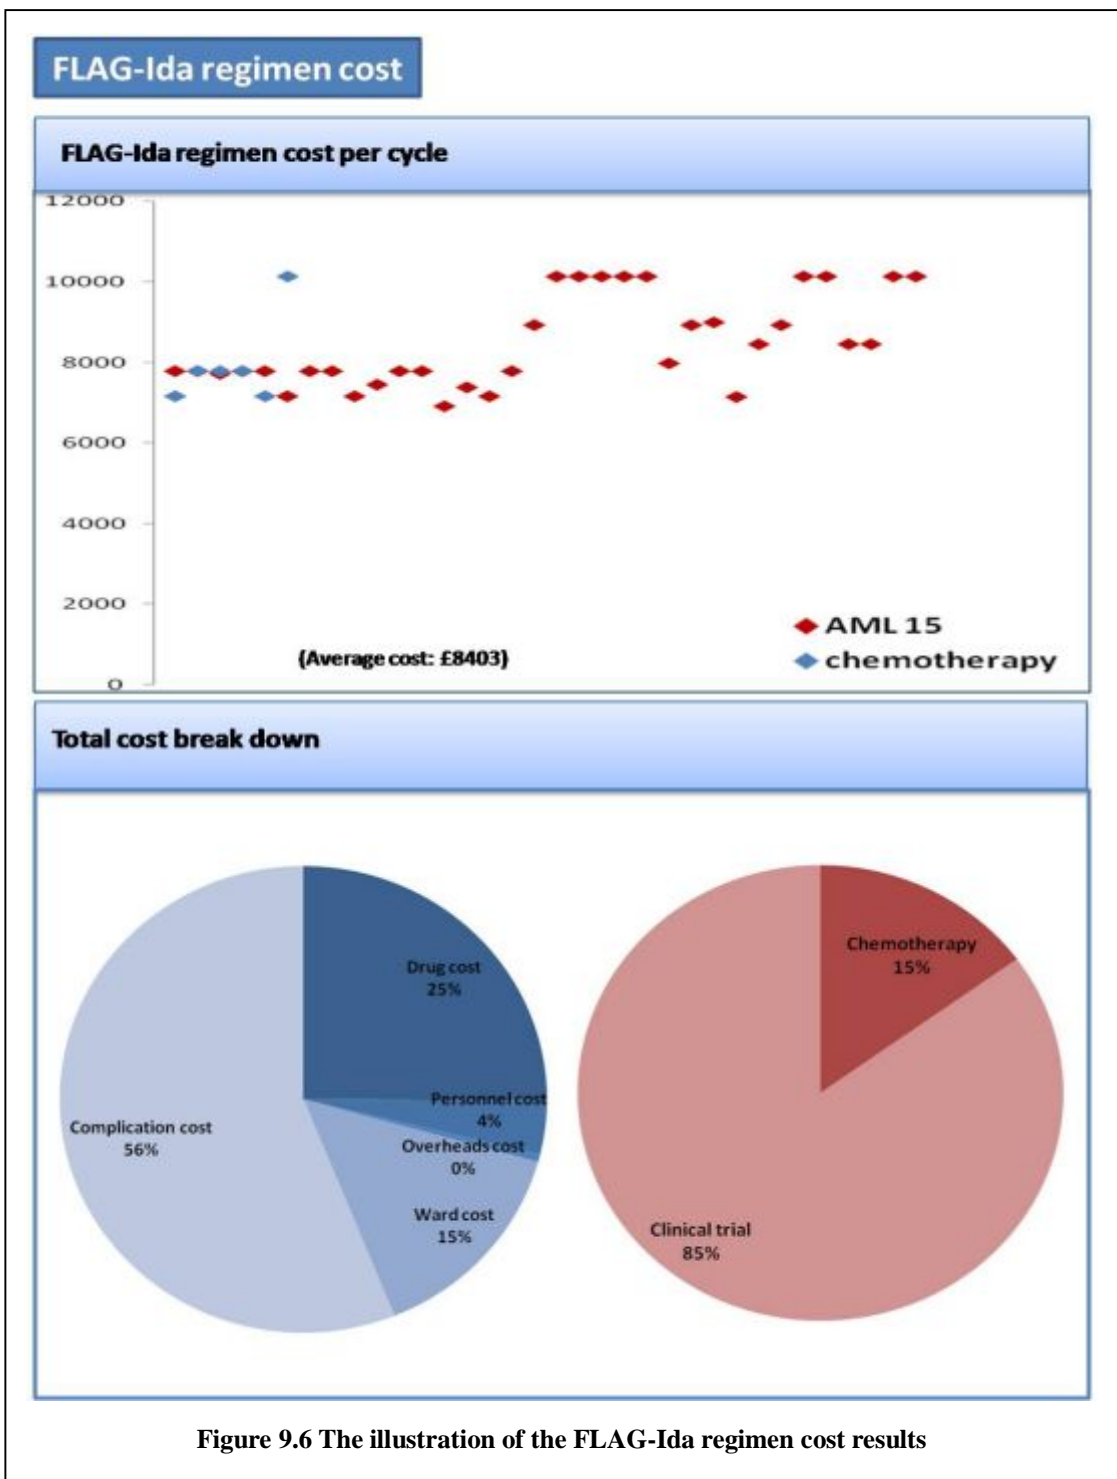 FLAG-Ida regimen cost
FLAG-Ida regimen cost per cycle
12000
10000
8000
6000
4000
2000
0
AML 15
chemotherapy
(Average cost: £8403)
Total cost break down
Drug cost
25%
Personnel cost
4%
Overheads cost
0%
Ward cost
15%
Complication cost
56%
Chemotherapy
15%
Clinical trial
85%
Figure 9.6 The illustration of the FLAG-Ida regimen cost results